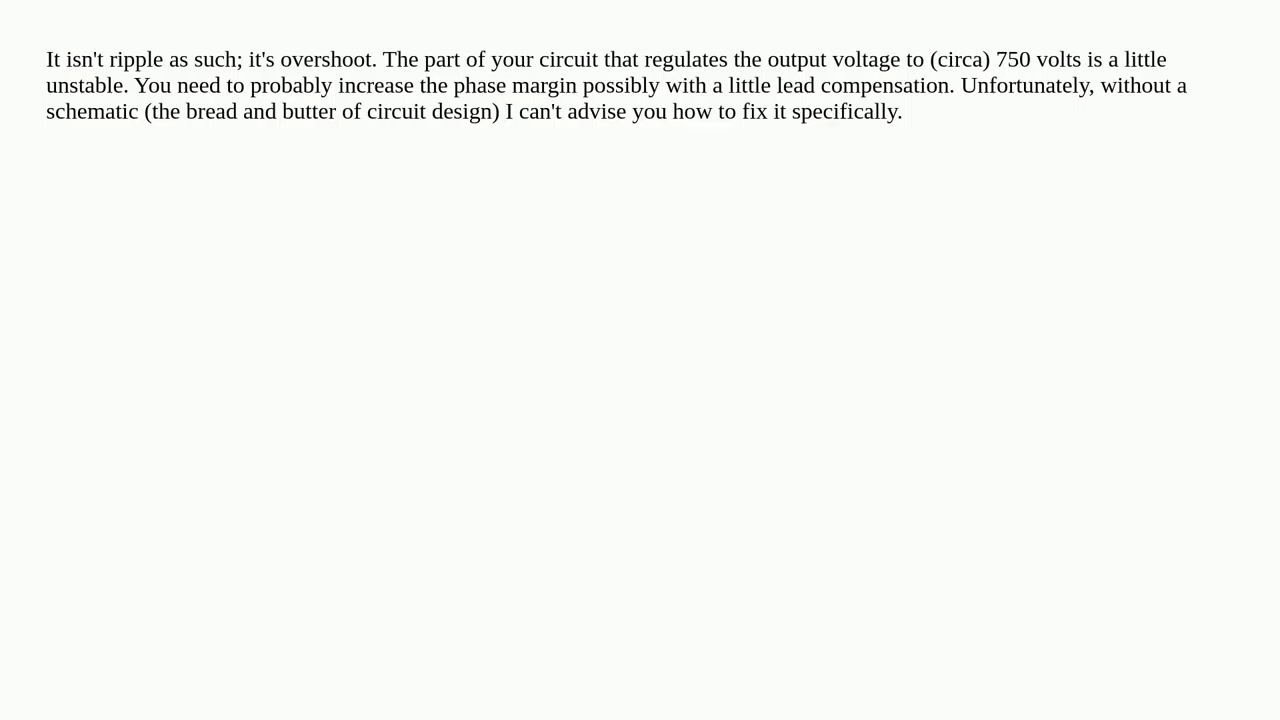 It isn't ripple as such; it's overshoot. The part of your circuit that regulates the output voltage to (circa) 750 volts is a little
unstable. You need to probably increase the phase margin possibly with a little lead compensation. Unfortunately, without a
schematic (the bread and butter of circuit design) I can't advise you how to fix it specifically.